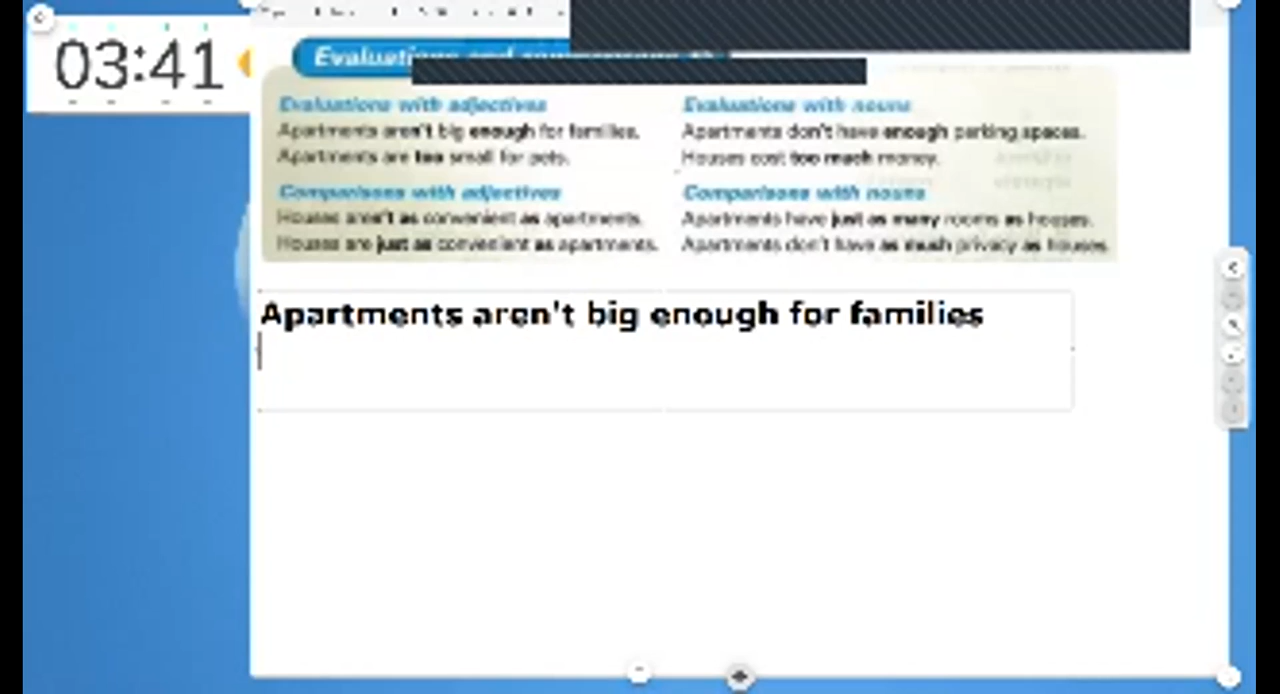 03:41
Evaluations and comparisons
Evaluations with adjectives
Apartments aren't big enough for families.
Apartments are too small for pets.
Comparisons with adjectives
Houses aren't as convenient as apartments.
Houses are just as convenient as apartments.
Evaluations with nouns
Apartments don't have enough parking spaces.
Houses cost too much money.
Comparisons with nouns
Apartments have just as many rooms as houses.
Apartments don't have as much privacy as houses.
Apartments aren't big enough for families